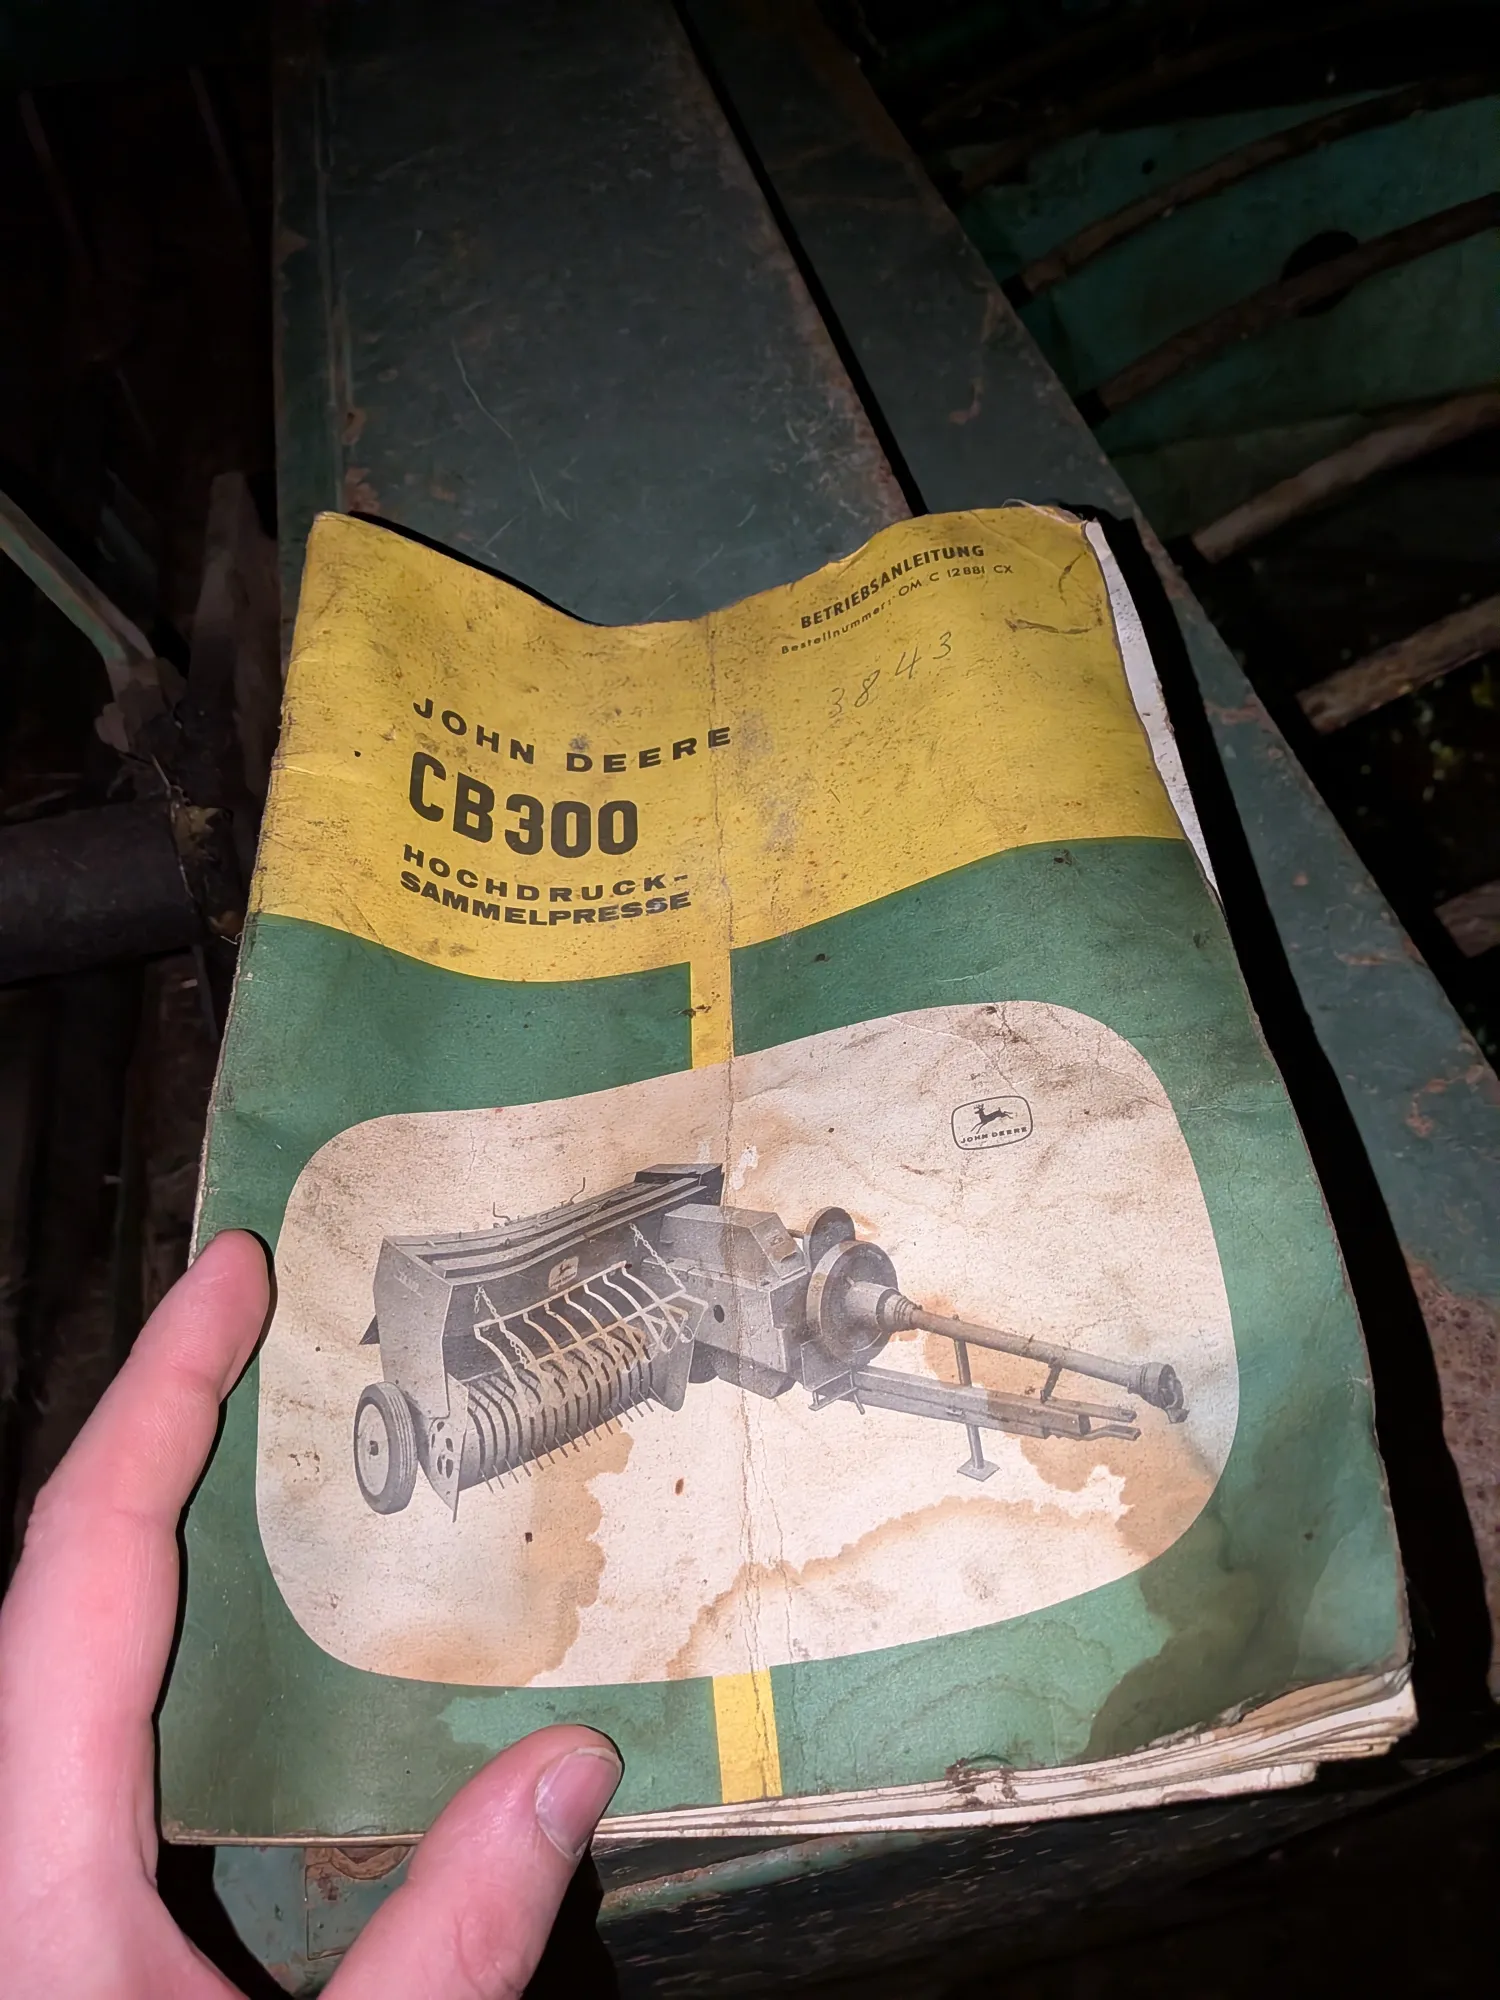 BETRIEBSANLEITUNG
Bestellnummer: OM C 12881 CX
3843
JOHN DEERE
CB300
HOCHDRUCK-
SAMMELPRESSE
JOHN DEERE